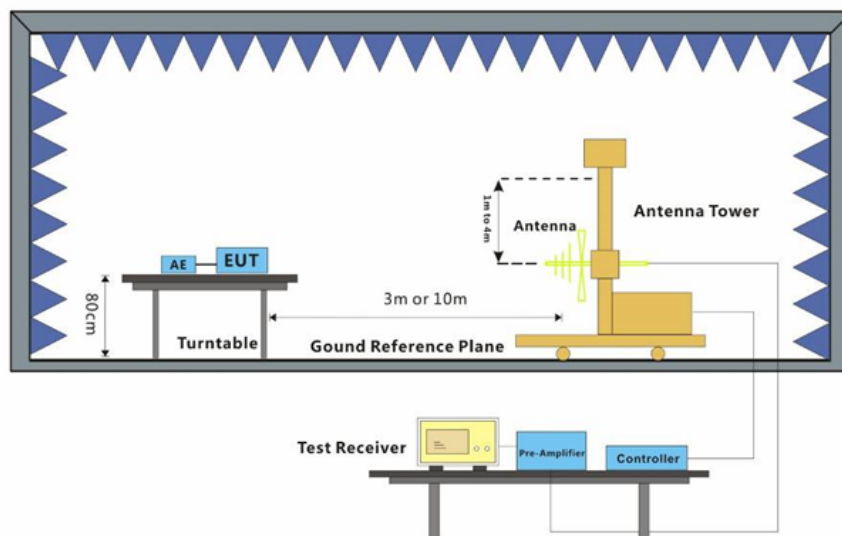 1m to 4m
Antenna
Antenna Tower
AE
EUT
80cm
3m or 10m
Turntable
Gound Reference Plane
Test Receiver
Pre-Amplifier
Controller